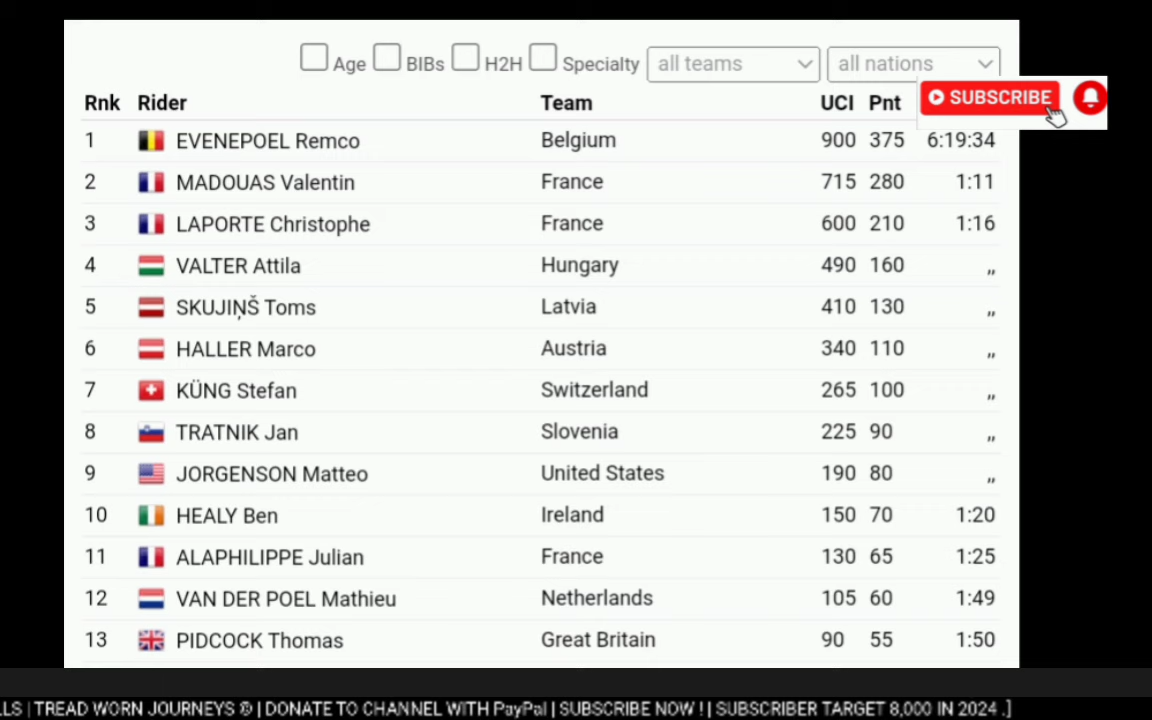 Age BIBs H2H Specialty all teams all nations
Rnk Rider Team UCI Pnt
SUBSCRIBE
1 EVENEPOEL Remco Belgium 900 375 6:19:34
2 MADOUAS Valentin France 715 280 1:11
3 LAPORTE Christophe France 600 210 1:16
4 VALTER Attila Hungary 490 160 ,,
5 SKUJIŅŠ Toms Latvia 410 130 ,,
6 HALLER Marco Austria 340 110 ,,
7 KÜNG Stefan Switzerland 265 100 ,,
8 TRATNIK Jan Slovenia 225 90 ,,
9 JORGENSON Matteo United States 190 80 ,,
10 HEALY Ben Ireland 150 70 1:20
11 ALAPHILIPPE Julian France 130 65 1:25
12 VAN DER POEL Mathieu Netherlands 105 60 1:49
13 PIDCOCK Thomas Great Britain 90 55 1:50
LLS | TREAD WORN JOURNEYS ® | DONATE TO CHANNEL WITH PayPal | SUBSCRIBE NOW ! | SUBSCRIBER TARGET 8,000 IN 2024 .]